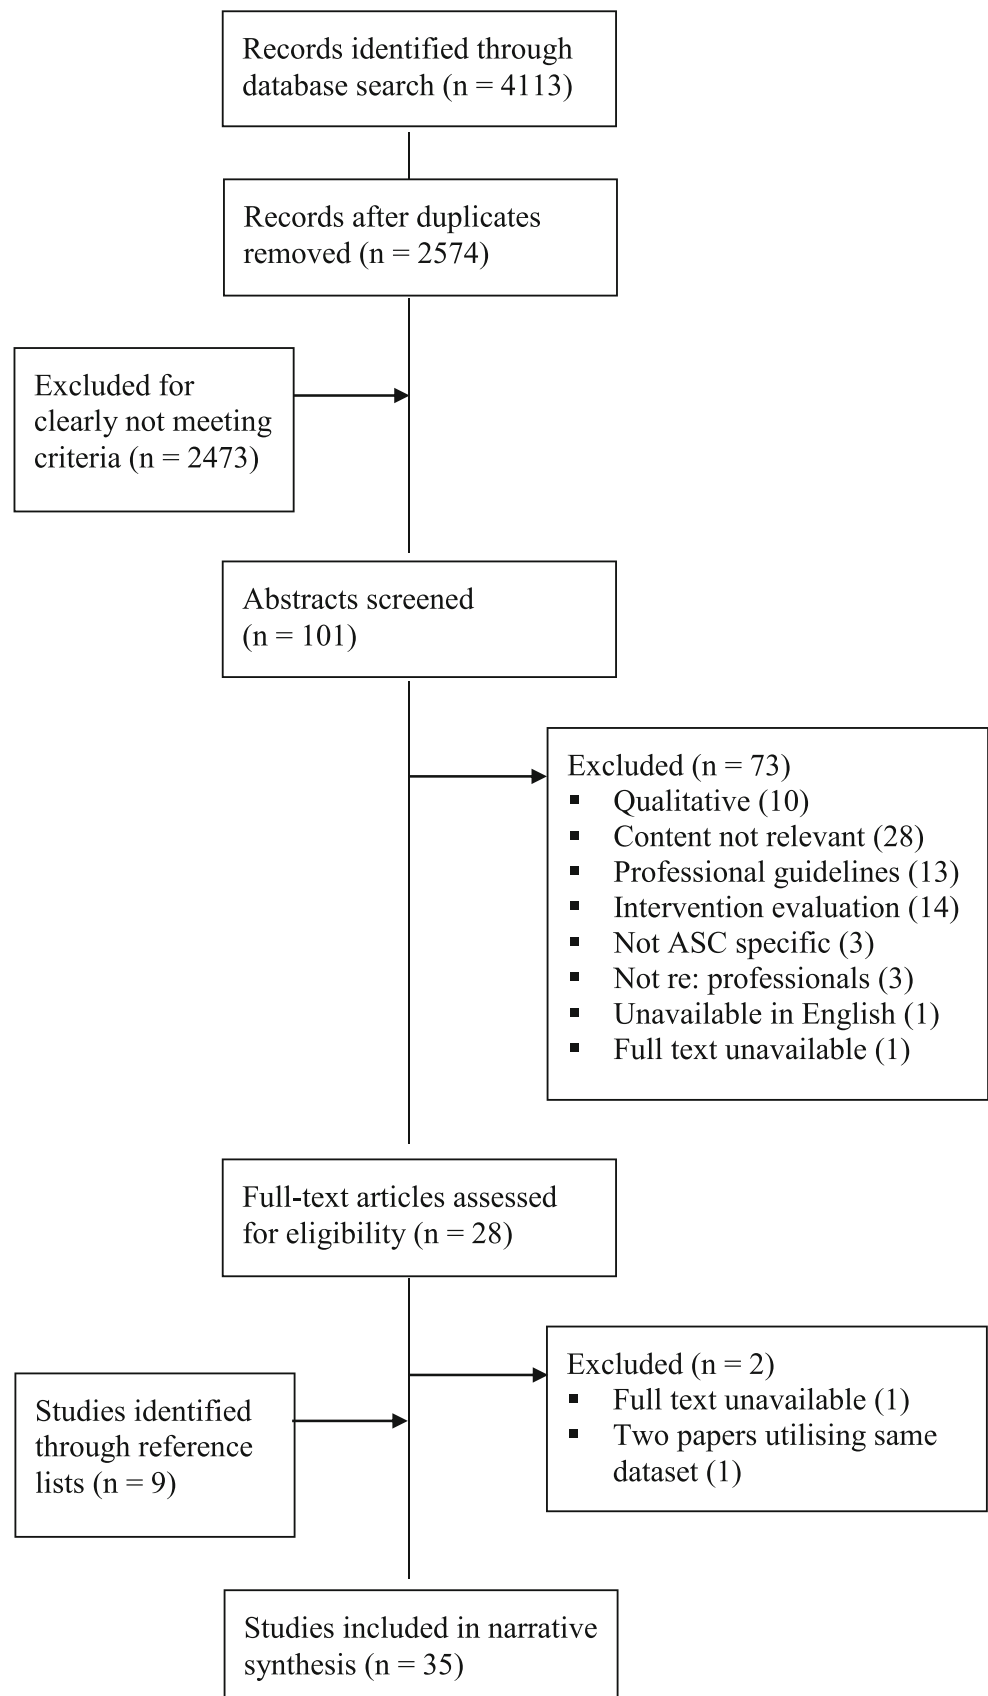 Records identified through
database search (n = 4113)
Records after duplicates
removed (n = 2574)
Excluded for
clearly not meeting
criteria (n = 2473)
Abstracts screened
(n = 101)
Excluded (n = 73)
▪ Qualitative (10)
▪ Content not relevant (28)
▪ Professional guidelines (13)
▪ Intervention evaluation (14)
▪ Not ASC specific (3)
▪ Not re: professionals (3)
▪ Unavailable in English (1)
▪ Full text unavailable (1)
Full-text articles assessed
for eligibility (n = 28)
Excluded (n = 2)
▪ Full text unavailable (1)
▪ Two papers utilising same
dataset (1)
Studies identified
through reference
lists (n = 9)
Studies included in narrative
synthesis (n = 35)